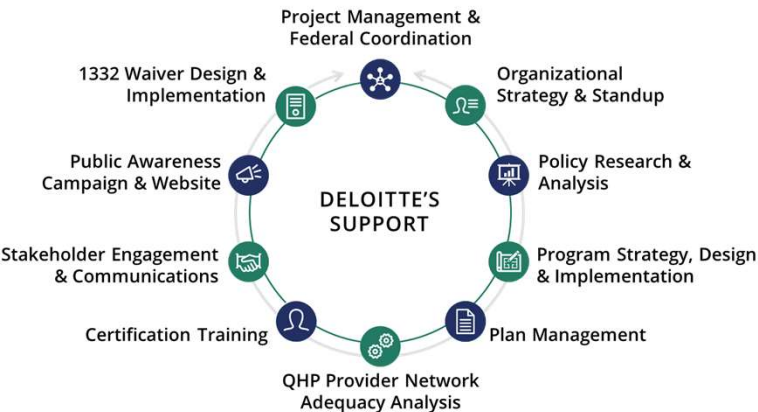 Project Management &
Federal Coordination
1332 Waiver Design &
Implementation
Organizational
Strategy & Standup
Public Awareness
Campaign & Website
Policy Research &
Analysis
DELOITTE'S
SUPPORT
Stakeholder Engagement
& Communications
Program Strategy, Design
& Implementation
Certification Training
Plan Management
QHP Provider Network
Adequacy Analysis